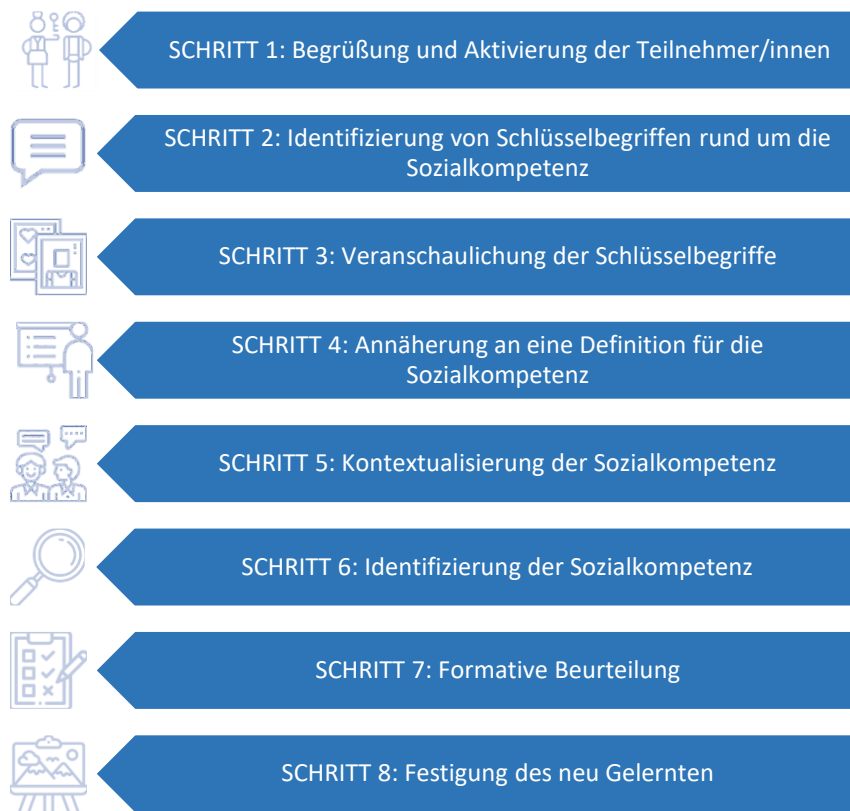 SCHRITT 1: Begrüßung und Aktivierung der Teilnehmer/innen
SCHRITT 2: Identifizierung von Schlüsselbegriffen rund um die
Sozialkompetenz
SCHRITT 3: Veranschaulichung der Schlüsselbegriffe
SCHRITT 4: Annäherung an eine Definition für die
Sozialkompetenz
SCHRITT 5: Kontextualisierung der Sozialkompetenz
SCHRITT 6: Identifizierung der Sozialkompetenz
SCHRITT 7: Formative Beurteilung
SCHRITT 8: Festigung des neu Gelernten